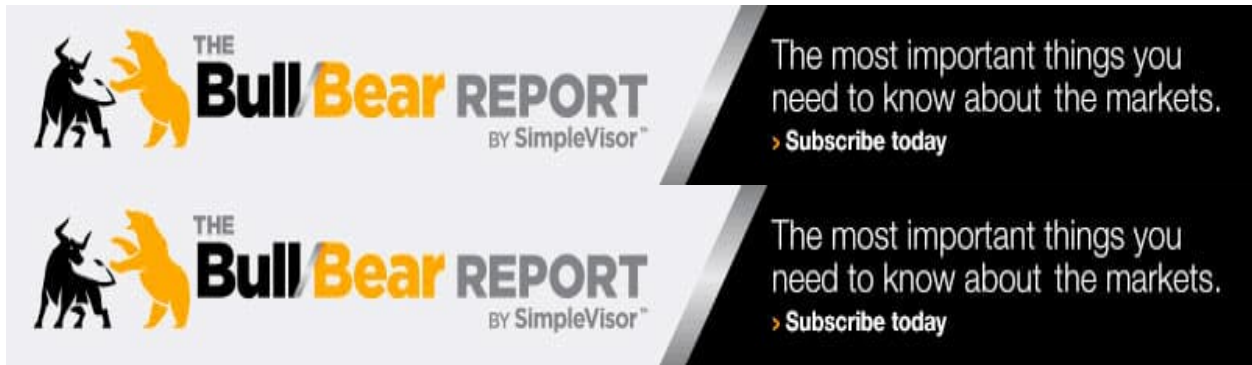 THE
Bull/Bear REPORT
BY SimpleVisor™
The most important things you
need to know about the markets.
› Subscribe today
THE
Bull/Bear REPORT
BY SimpleVisor™
The most important things you
need to know about the markets.
› Subscribe today